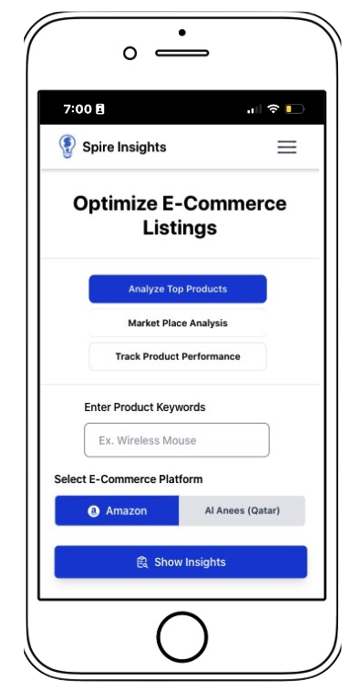 7:00
Spire Insights
Optimize E-Commerce
Listings
Analyze Top Products
Market Place Analysis
Track Product Performance
Enter Product Keywords
Ex. Wireless Mouse
Select E-Commerce Platform
Amazon
Al Anees (Qatar)
Show Insights